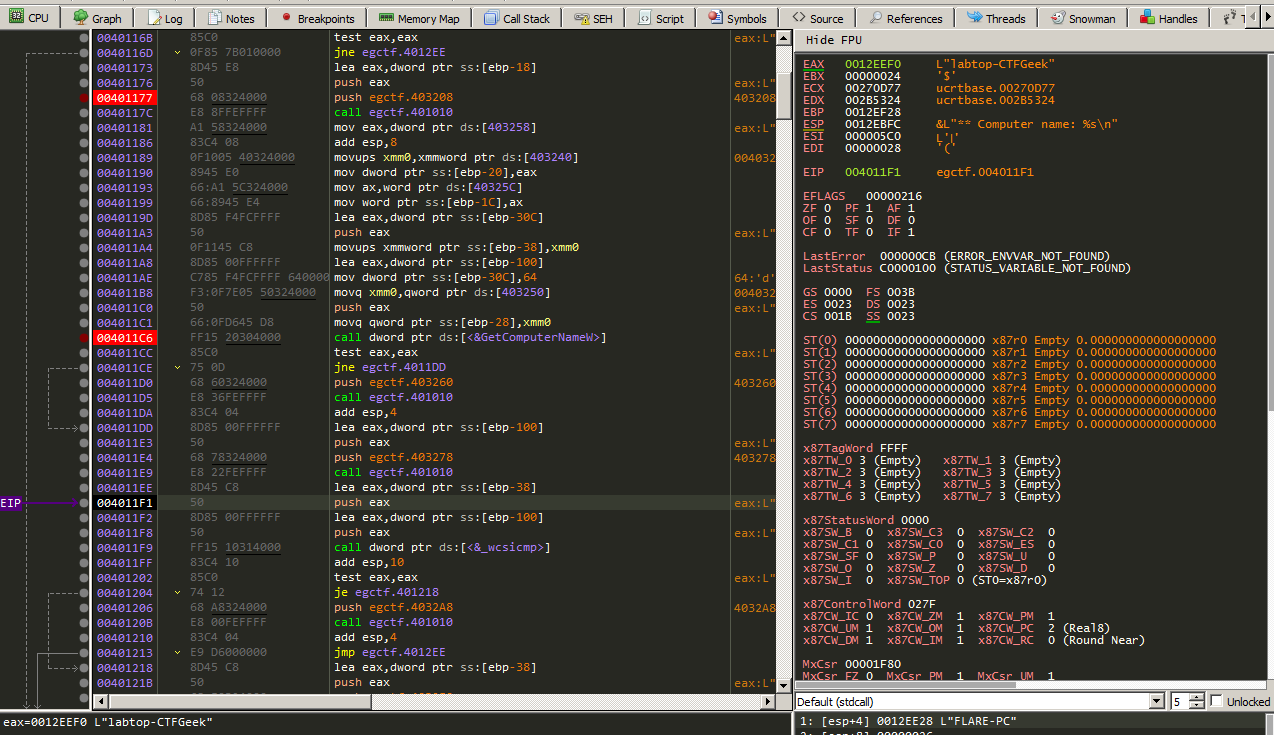 CPU Graph Log Notes Breakpoints Memory Map Call Stack SEH Script Symbols Source References Threads Snowman Handles
0040116B 85C0 test eax,eax eax:L"
0040116D 0F85 7B010000 jne egctf.4012EE
00401173 8D45 E8 lea eax,dword ptr ss:[ebp-18]
00401176 50 push eax eax:L"
00401177 68 08324000 push egctf.403208 403208
0040117C E8 8FFEFFFF call egctf.401010
00401181 A1 58324000 mov eax,dword ptr ds:[403258] eax:L"
00401186 83C4 08 add esp,8
00401189 0F1005 40324000 movups xmm0,xmmword ptr ds:[403240] 004032
00401190 8945 E0 mov dword ptr ss:[ebp-20],eax
00401193 66:A1 5C324000 mov ax,word ptr ds:[40325C]
00401199 66:8945 E4 mov word ptr ss:[ebp-1C],ax
0040119D 8D85 F4FCFFFF lea eax,dword ptr ss:[ebp-30C]
004011A3 50 push eax eax:L"
004011A4 0F1145 C8 movups xmmword ptr ss:[ebp-38],xmm0
004011A8 8D85 00FFFFFF lea eax,dword ptr ss:[ebp-100]
004011AE C785 F4FCFFFF 640000 mov dword ptr ss:[ebp-30C],64 64:'d'
004011B8 F3:0F7E05 50324000 movq xmm0,qword ptr ds:[403250] 004032
004011C0 50 push eax eax:L"
004011C1 66:0FD645 D8 movq qword ptr ss:[ebp-28],xmm0
004011C6 FF15 20304000 call dword ptr ds:[<&GetComputerNameW>]
004011CC 85C0 test eax,eax eax:L"
004011CE 75 0D jne egctf.4011DD
004011D0 68 60324000 push egctf.403260 403260
004011D5 E8 36FEFFFF call egctf.401010
004011DA 83C4 04 add esp,4
004011DD 8D85 00FFFFFF lea eax,dword ptr ss:[ebp-100]
004011E3 50 push eax eax:L"
004011E4 68 78324000 push egctf.403278 403278
004011E9 E8 22FEFFFF call egctf.401010
004011EE 8D45 C8 lea eax,dword ptr ss:[ebp-38]
EIP 004011F1 50 push eax eax:L"
004011F2 8D85 00FFFFFF lea eax,dword ptr ss:[ebp-100]
004011F8 50 push eax eax:L"
004011F9 FF15 10314000 call dword ptr ds:[<&_wcsicmp>]
004011FF 83C4 10 add esp,10
00401202 85C0 test eax,eax eax:L"
00401204 74 12 je egctf.401218
00401206 68 A8324000 push egctf.4032A8 4032A8
0040120B E8 00FEFFFF call egctf.401010
00401210 83C4 04 add esp,4
00401213 E9 D6000000 jmp egctf.4012EE
00401218 8D45 C8 lea eax,dword ptr ss:[ebp-38]
0040121B 50 push eax eax:L"
eax=0012EEF0 L"labtop-CTFGeek"
Hide FPU
EAX 0012EEF0 L"labtop-CTFGeek"
EBX 00000024 '$'
ECX 00270D77 ucrtbase.00270D77
EDX 002B5324 ucrtbase.002B5324
EBP 0012EF28
ESP 0012EBFC &L"** Computer name: %s\n"
ESI 000005C0 L'׀'
EDI 00000028 '('
EIP 004011F1 egctf.004011F1
EFLAGS 00000216
ZF 0 PF 1 AF 1
OF 0 SF 0 DF 0
CF 0 TF 0 IF 1
LastError 000000CB (ERROR_ENVVAR_NOT_FOUND)
LastStatus C0000100 (STATUS_VARIABLE_NOT_FOUND)
GS 0000 FS 003B
ES 0023 DS 0023
CS 001B SS 0023
ST(0) 00000000000000000000 x87r0 Empty 0.000000000000000000
ST(1) 00000000000000000000 x87r1 Empty 0.000000000000000000
ST(2) 00000000000000000000 x87r2 Empty 0.000000000000000000
ST(3) 00000000000000000000 x87r3 Empty 0.000000000000000000
ST(4) 00000000000000000000 x87r4 Empty 0.000000000000000000
ST(5) 00000000000000000000 x87r5 Empty 0.000000000000000000
ST(6) 00000000000000000000 x87r6 Empty 0.000000000000000000
ST(7) 00000000000000000000 x87r7 Empty 0.000000000000000000
x87TagWord FFFF
x87TW_0 3 (Empty) x87TW_1 3 (Empty)
x87TW_2 3 (Empty) x87TW_3 3 (Empty)
x87TW_4 3 (Empty) x87TW_5 3 (Empty)
x87TW_6 3 (Empty) x87TW_7 3 (Empty)
x87StatusWord 0000
x87SW_B 0 x87SW_C3 0 x87SW_C2 0
x87SW_C1 0 x87SW_C0 0 x87SW_ES 0
x87SW_SF 0 x87SW_P 0 x87SW_U 0
x87SW_O 0 x87SW_Z 0 x87SW_D 0
x87SW_I 0 x87SW_TOP 0 (ST0=x87r0)
x87ControlWord 027F
x87CW_IC 0 x87CW_ZM 1 x87CW_PM 1
x87CW_UM 1 x87CW_OM 1 x87CW_PC 2 (Real8)
x87CW_DM 1 x87CW_IM 1 x87CW_RC 0 (Round Near)
MxCsr 00001F80
MxCsr_FZ 0 MxCsr_PM 1 MxCsr_UM 1
Default (stdcall) 5 Unlocked
1: [esp+4] 0012EE28 L"FLARE-PC"